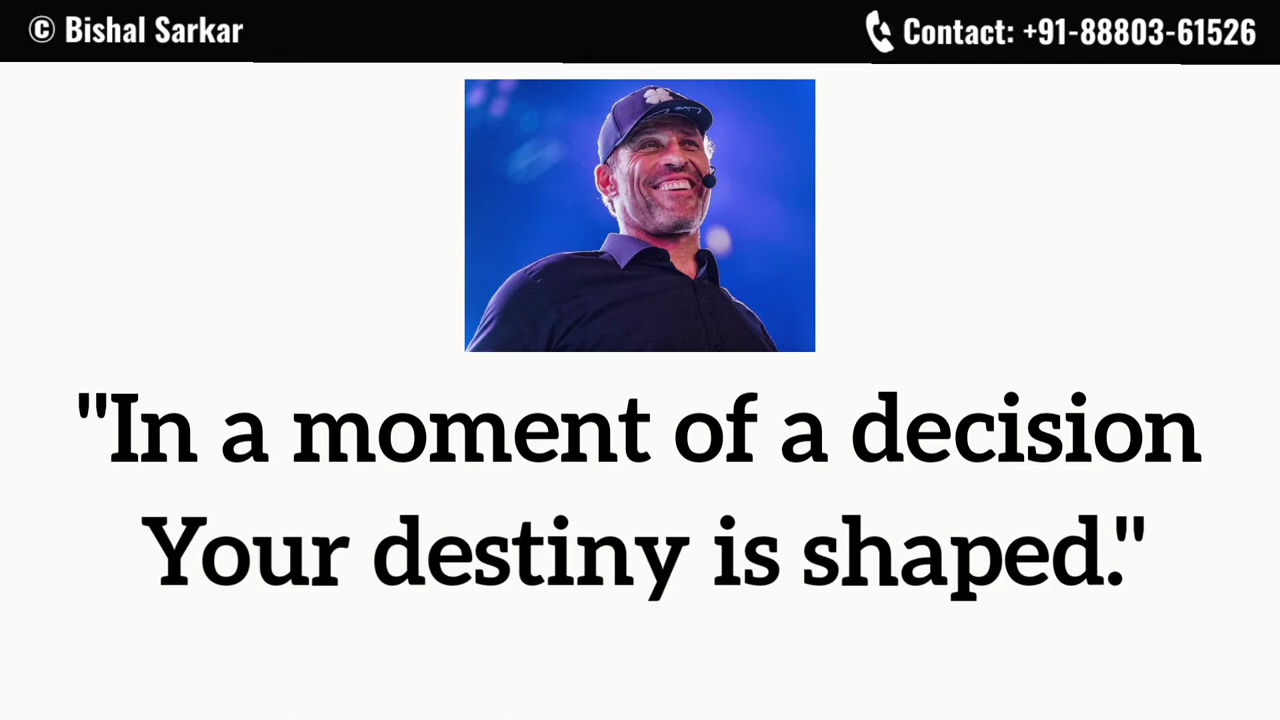 © Bishal Sarkar
Contact: +91-88803-61526
"In a moment of a decision
Your destiny is shaped."